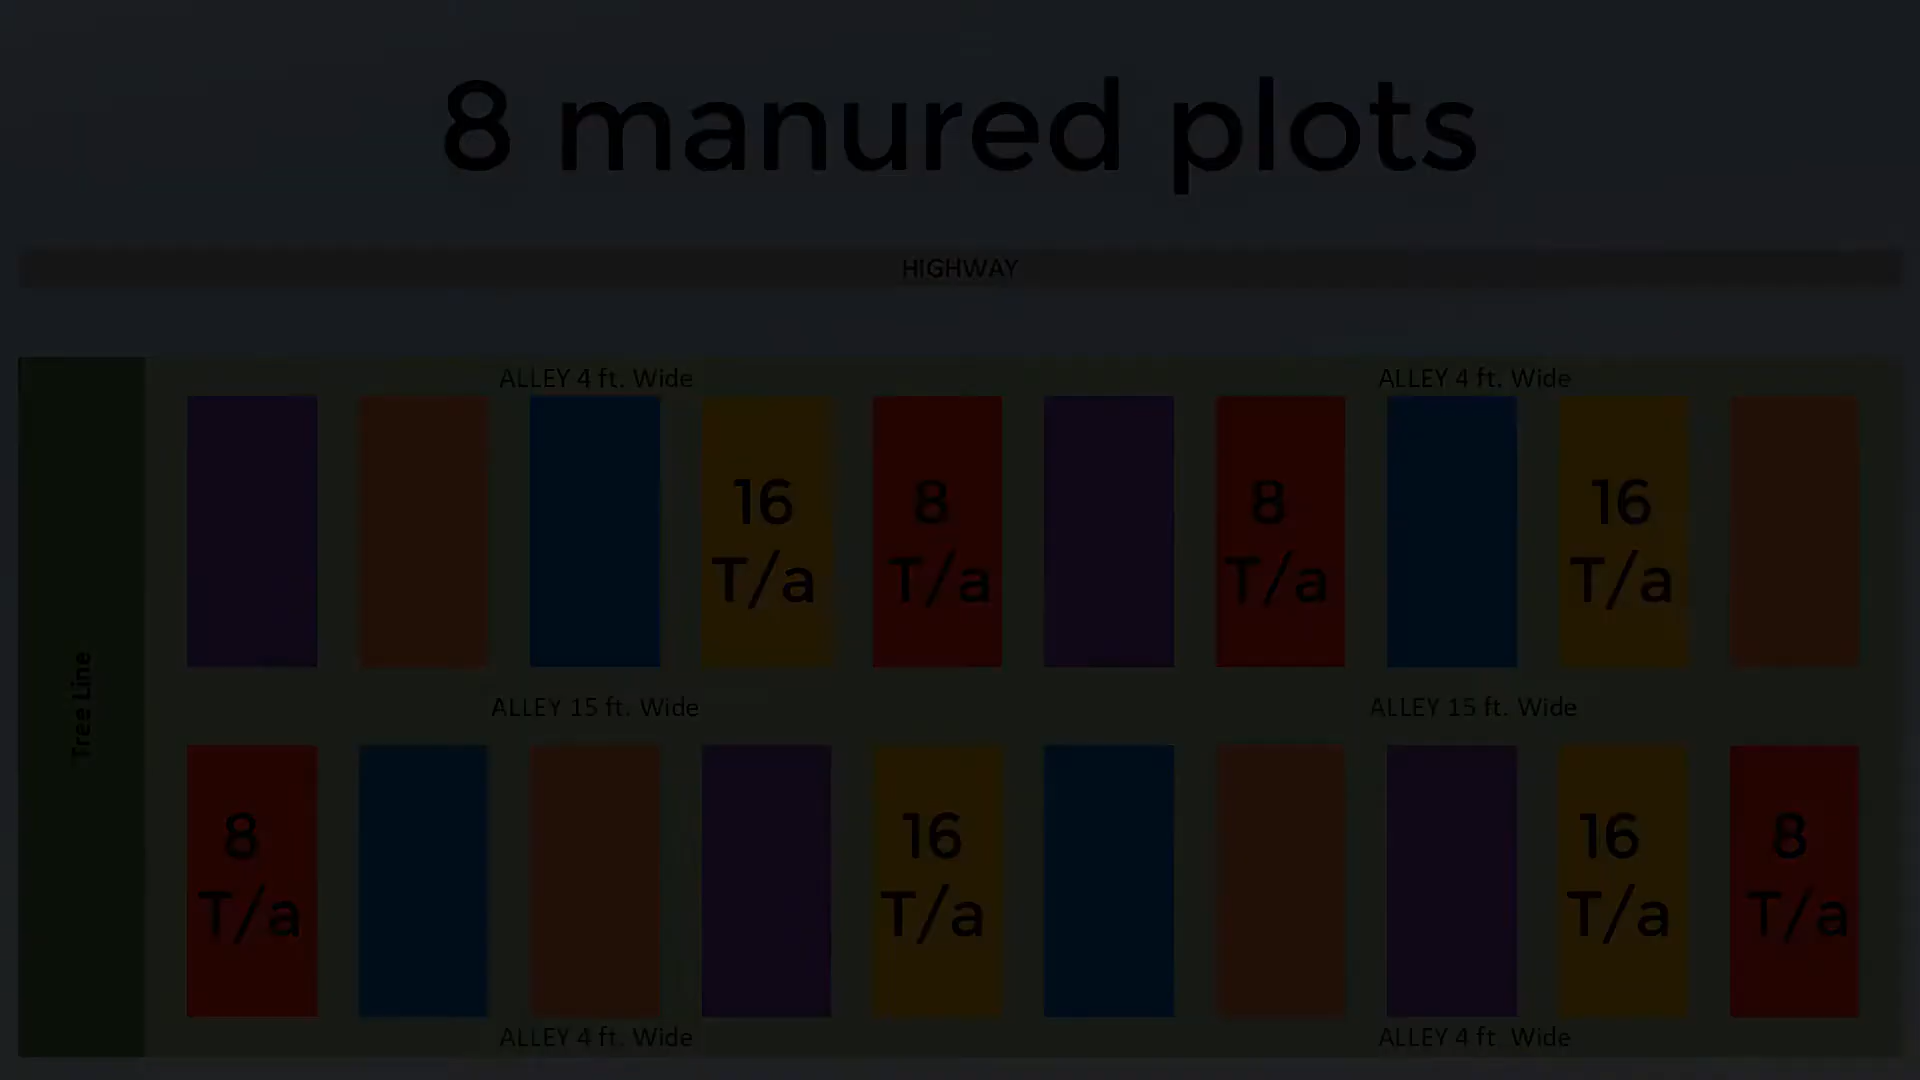 8 manured plots
HIGHWAY
ALLEY 4 ft. Wide
ALLEY 4 ft. Wide
16
T/a
8
T/a
8
T/a
16
T/a
Tree Line
ALLEY 15 ft. Wide
ALLEY 15 ft. Wide
8
T/a
16
T/a
16
T/a
8
T/a
ALLEY 4 ft. Wide
ALLEY 4 ft. Wide